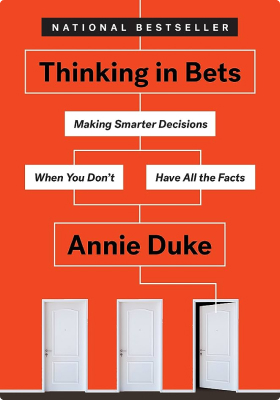 NATIONAL BESTSELLER
Thinking in Bets
Making Smarter Decisions
When You Don't
Have All the Facts
Annie Duke